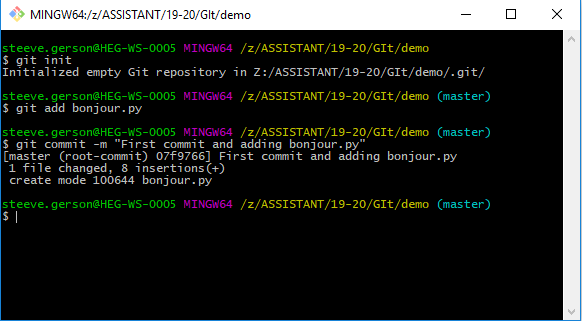 MINGW64:/z/ASSISTANT/19-20/GIt/demo
steeve.gerson@HEG-WS-0005 MINGW64 /z/ASSISTANT/19-20/GIt/demo
$ git init
Initialized empty Git repository in Z:/ASSISTANT/19-20/GIt/demo/.git/
steeve.gerson@HEG-WS-0005 MINGW64 /z/ASSISTANT/19-20/GIt/demo (master)
$ git add bonjour.py
steeve.gerson@HEG-WS-0005 MINGW64 /z/ASSISTANT/19-20/GIt/demo (master)
$ git commit -m "First commit and adding bonjour.py"
[master (root-commit) 07f9766] First commit and adding bonjour.py
1 file changed, 8 insertions(+)
create mode 100644 bonjour.py
steeve.gerson@HEG-WS-0005 MINGW64 /z/ASSISTANT/19-20/GIt/demo (master)
$